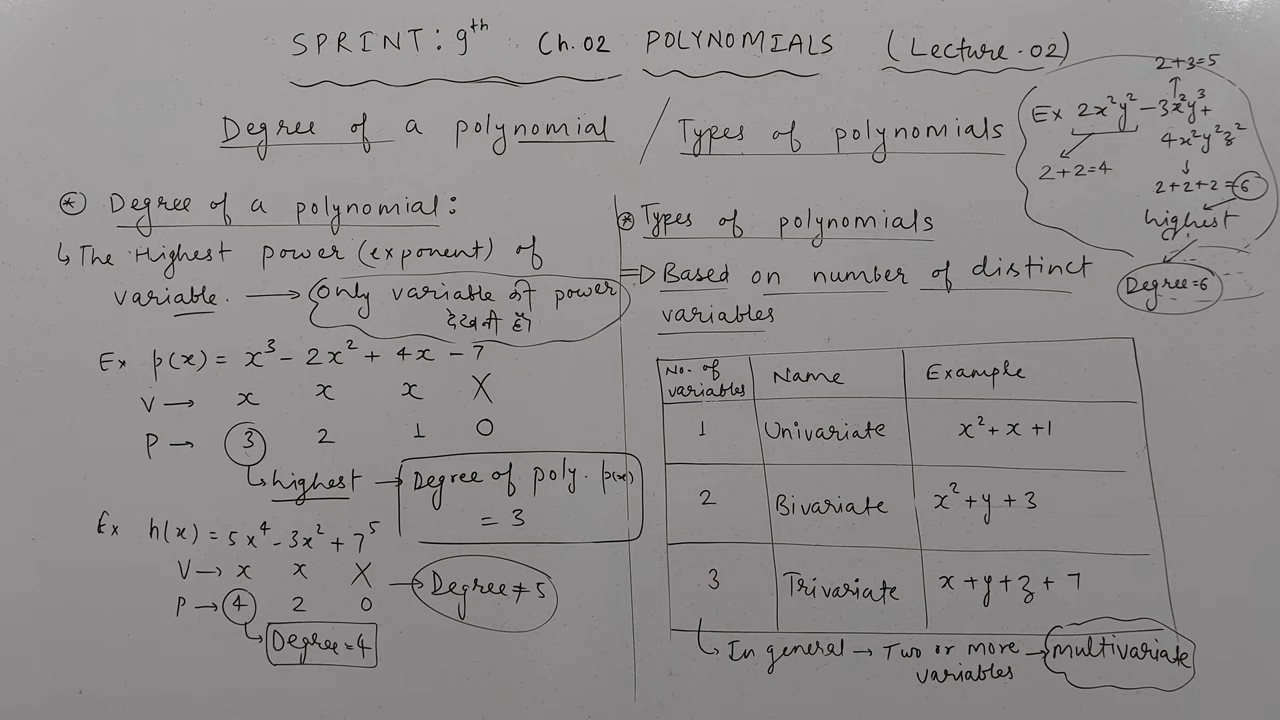 SPRINT: 9th Ch.02 POLYNOMIALS (Lecture-02)
Degree of a polynomial / Types of polynomials
⊛ Degree of a polynomial:
↳ The Highest power (exponent) of
variable. → Only variable की power
देखनी है
Ex p(x) = x³ - 2x² + 4x - 7
V → x x x X
P → 3 2 1 0
↳ highest → Degree of poly. p(x)
= 3
Ex h(x) = 5x⁴ - 3x² + 7⁵
V → x x X → Degree ≠ 5
P → 4 2 0
↳ Degree = 4
⊛ Types of polynomials
⇒ Based on number of distinct
variables
No. of variables Name Example
1 Univariate x² + x + 1
2 Bivariate x² + y + 3
3 Trivariate x + y + z + 7
↳ In general → Two or more variables → multivariate
2+3=5
↑
Ex 2x²y² - 3x²y³ +
4x²y²z²
2+2=4
↓
2+2+2=6
highest
Degree=6